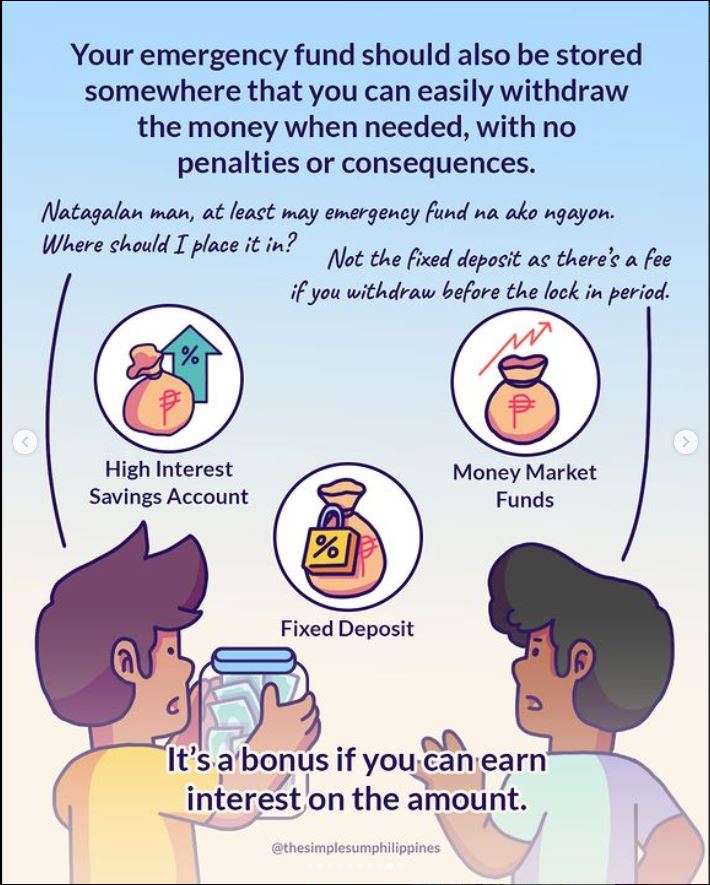 Your emergency fund should also be stored
somewhere that you can easily withdraw
the money when needed, with no
penalties or consequences.
Natagalan man, at least may emergency fund na ako ngayon.
Where should I place it in?
Not the fixed deposit as there's a fee
if you withdraw before the lock in period.
%
₱
₱
High Interest
Savings Account
Money Market
Funds
%
₱
Fixed Deposit
It's a bonus if you can earn
interest on the amount.
@thesimplesumphilippines